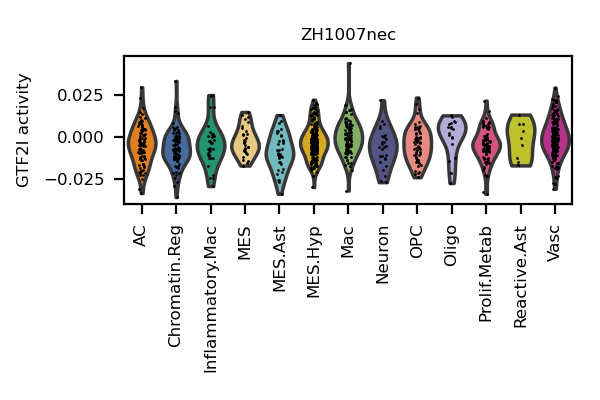 ZH1007nec
GTF2I activity
0.025
0.000
−0.025
AC
Chromatin.Reg
Inflammatory.Mac
MES
MES.Ast
MES.Hyp
Mac
Neuron
OPC
Oligo
Prolif.Metab
Reactive.Ast
Vasc